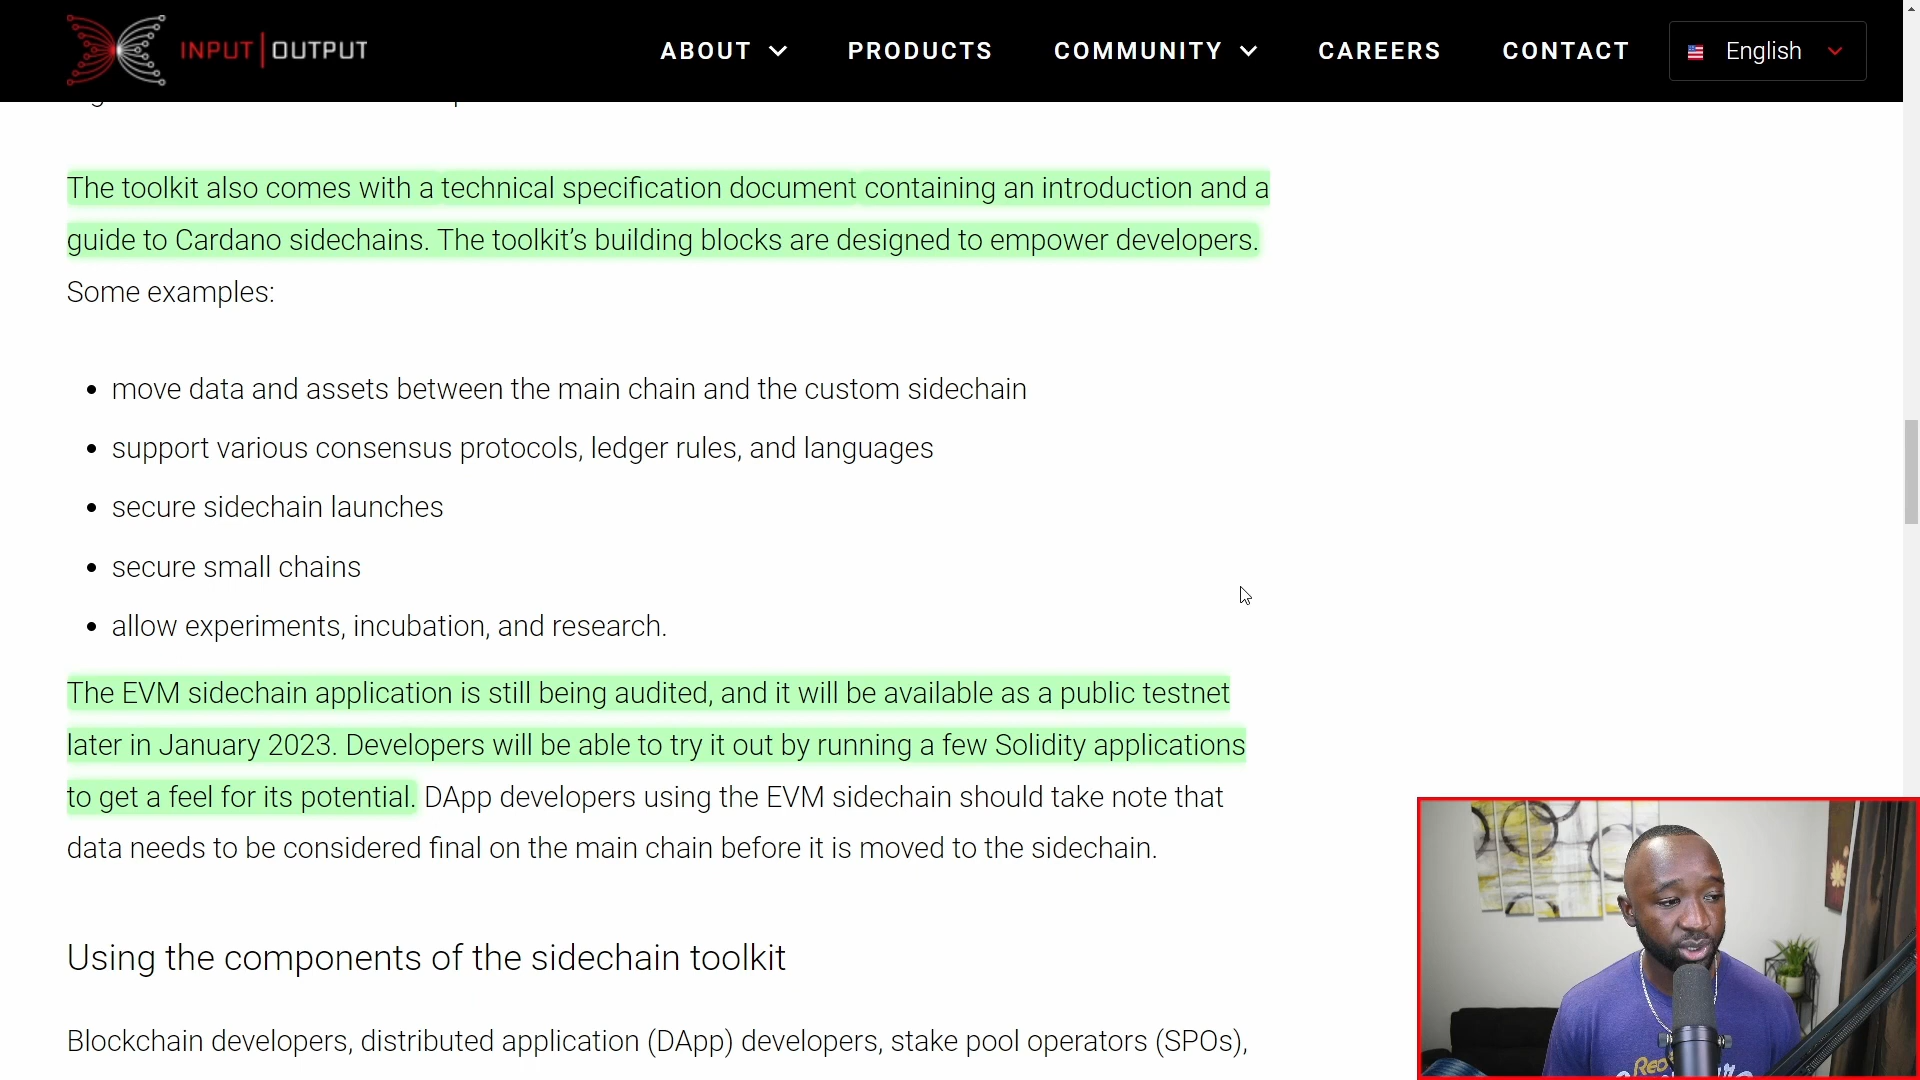 INPUT | OUTPUT
ABOUT PRODUCTS COMMUNITY CAREERS CONTACT English
The toolkit also comes with a technical specification document containing an introduction and a
guide to Cardano sidechains. The toolkit’s building blocks are designed to empower developers.
Some examples:
• move data and assets between the main chain and the custom sidechain
• support various consensus protocols, ledger rules, and languages
• secure sidechain launches
• secure small chains
• allow experiments, incubation, and research.
The EVM sidechain application is still being audited, and it will be available as a public testnet
later in January 2023. Developers will be able to try it out by running a few Solidity applications
to get a feel for its potential. DApp developers using the EVM sidechain should take note that
data needs to be considered final on the main chain before it is moved to the sidechain.
Using the components of the sidechain toolkit
Blockchain developers, distributed application (DApp) developers, stake pool operators (SPOs),